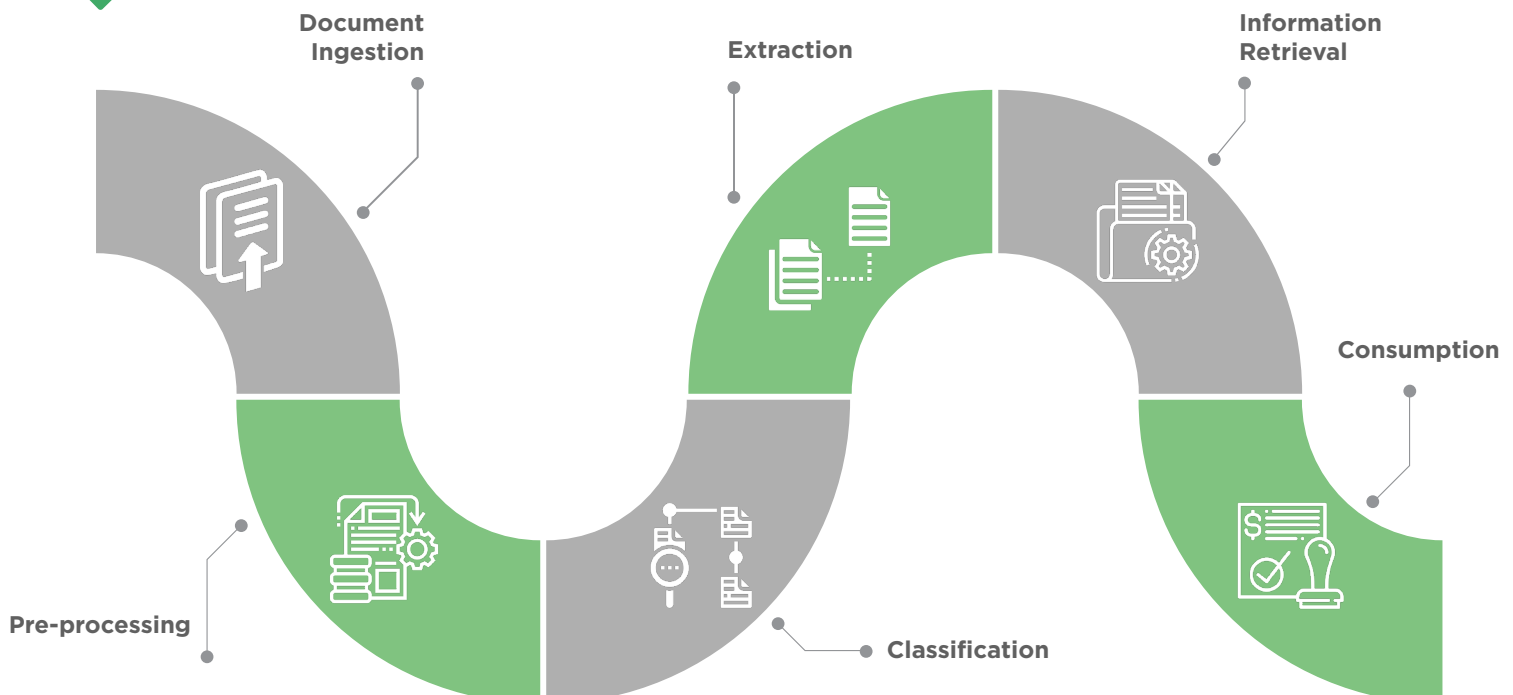 Document
Ingestion
Extraction
Information
Retrieval
Consumption
Pre-processing
Classification